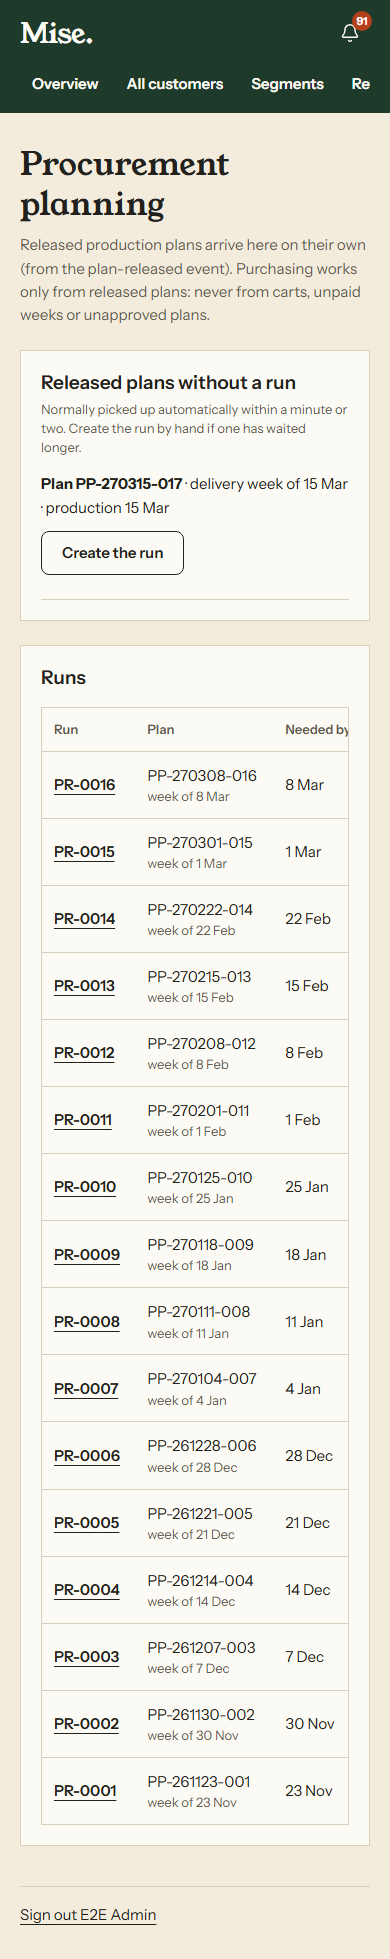 Mise.
91
Overview All customers Segments Re
Procurement
planning
Released production plans arrive here on their own
(from the plan-released event). Purchasing works
only from released plans: never from carts, unpaid
weeks or unapproved plans.
Released plans without a run
Normally picked up automatically within a minute or
two. Create the run by hand if one has waited
longer.
Plan PP-270315-017 · delivery week of 15 Mar
· production 15 Mar
Create the run
Runs
Run Plan Needed by
PR-0016 PP-270308-016 8 Mar
week of 8 Mar
PR-0015 PP-270301-015 1 Mar
week of 1 Mar
PR-0014 PP-270222-014 22 Feb
week of 22 Feb
PR-0013 PP-270215-013 15 Feb
week of 15 Feb
PR-0012 PP-270208-012 8 Feb
week of 8 Feb
PR-0011 PP-270201-011 1 Feb
week of 1 Feb
PR-0010 PP-270125-010 25 Jan
week of 25 Jan
PR-0009 PP-270118-009 18 Jan
week of 18 Jan
PR-0008 PP-270111-008 11 Jan
week of 11 Jan
PR-0007 PP-270104-007 4 Jan
week of 4 Jan
PR-0006 PP-261228-006 28 Dec
week of 28 Dec
PR-0005 PP-261221-005 21 Dec
week of 21 Dec
PR-0004 PP-261214-004 14 Dec
week of 14 Dec
PR-0003 PP-261207-003 7 Dec
week of 7 Dec
PR-0002 PP-261130-002 30 Nov
week of 30 Nov
PR-0001 PP-261123-001 23 Nov
week of 23 Nov
Sign out E2E Admin